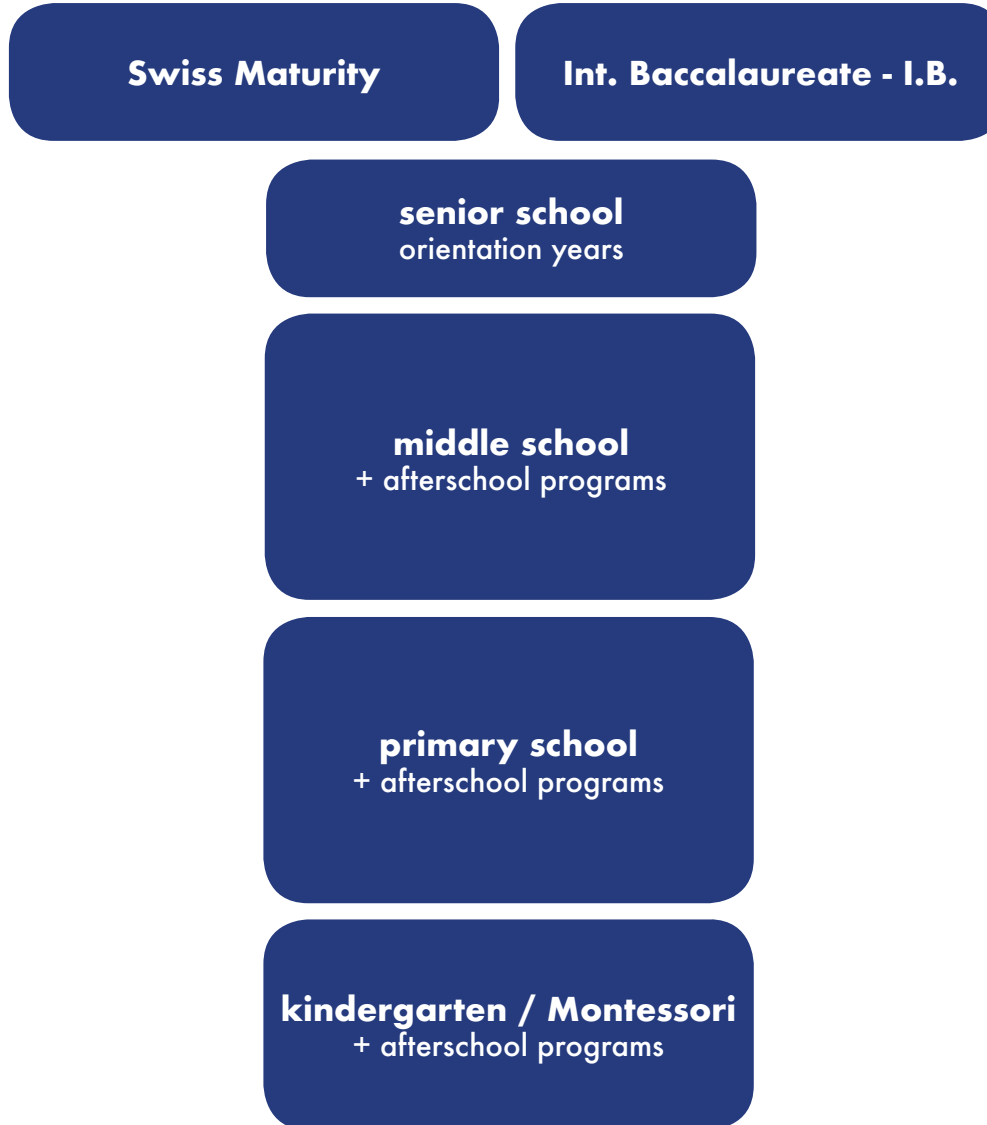 Swiss Maturity
Int. Baccalaureate - I.B.
senior school
orientation years
middle school
+ afterschool programs
primary school
+ afterschool programs
kindergarten / Montessori
+ afterschool programs